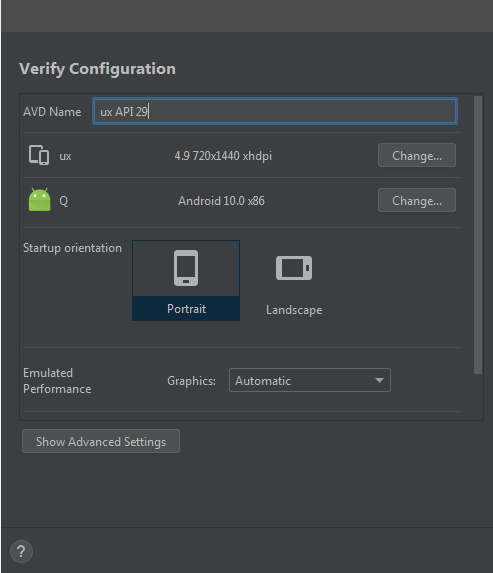 Verify Configuration
AVD Name ux API 29
ux 4.9 720x1440 xhdpi Change...
Q Android 10.0 x86 Change...
Startup orientation
Portrait
Landscape
Emulated
Performance
Graphics: Automatic
Show Advanced Settings
?